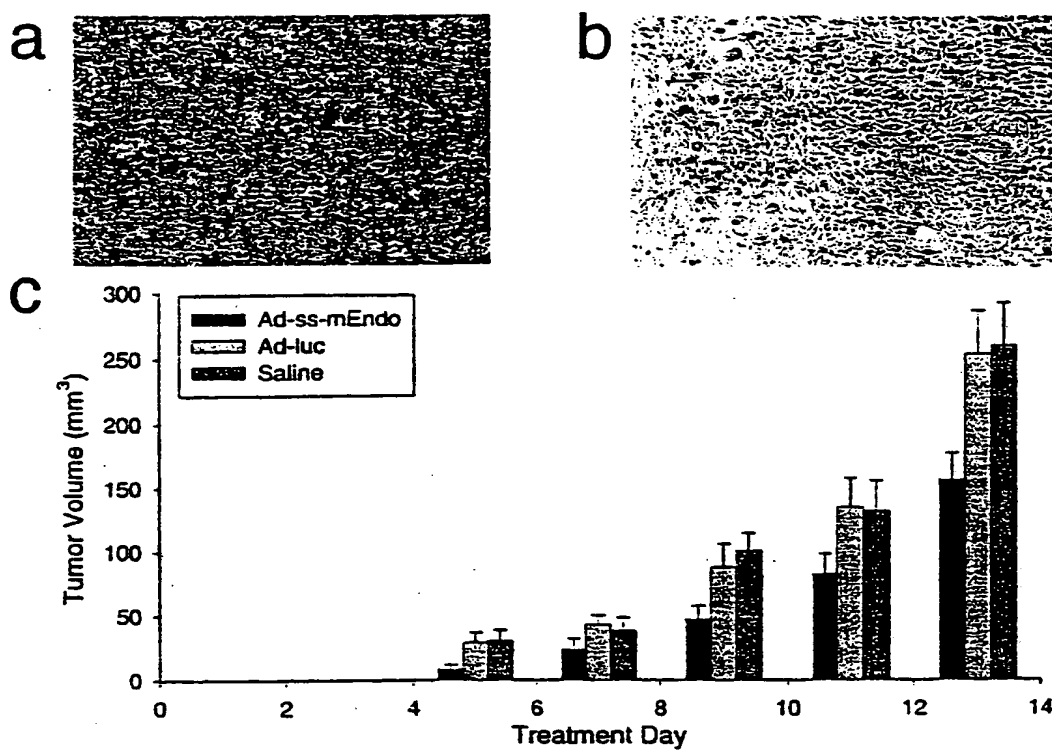 a
b
c
Ad-ss-mEndo
Ad-luc
Saline
Tumor Volume (mm³)
300
250
200
150
100
50
0
0 2 4 6 8 10 12 14
Treatment Day